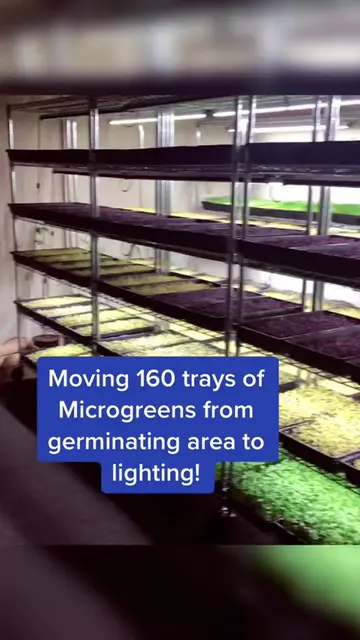 Moving 160 trays of
Microgreens from
germinating area to
lighting!